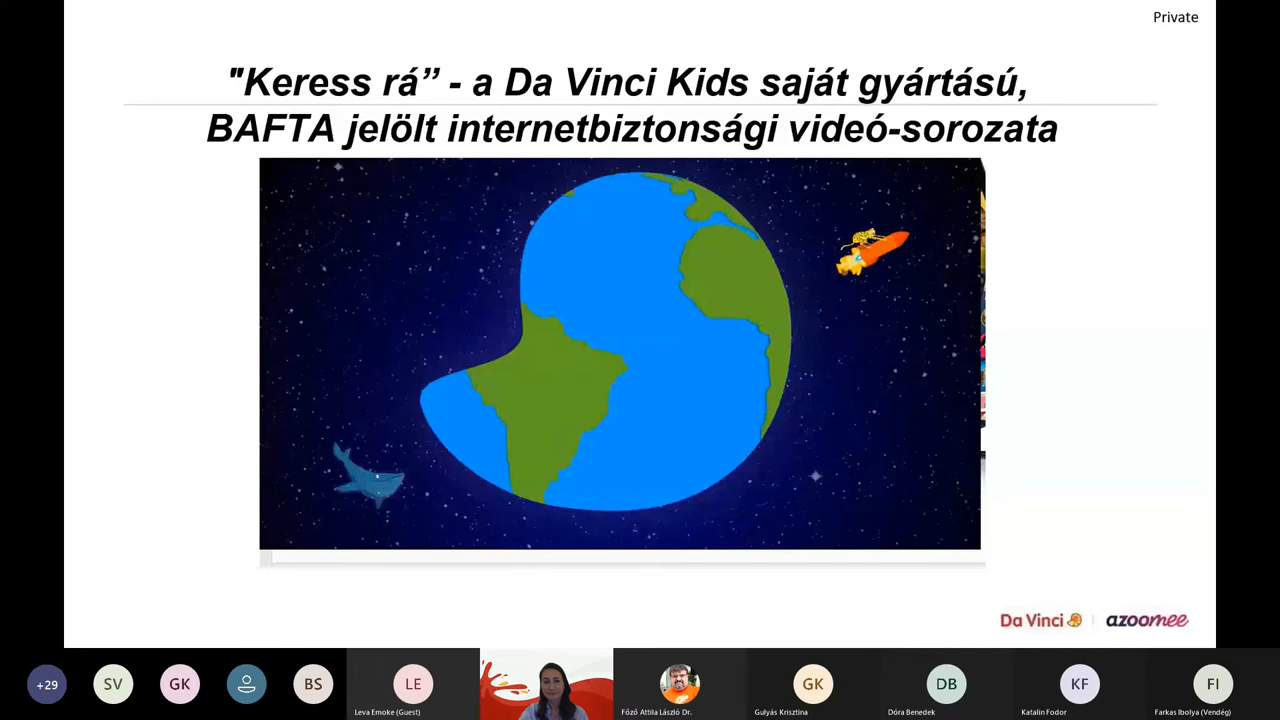 Private
"Keress rá” - a Da Vinci Kids saját gyártású,
BAFTA jelölt internetbiztonsági videó-sorozata
Da Vinci
azoomee
+29
SV
GK
BS
LE
GK
DB
KF
FI
Leva Emoke (Guest)
Főző Attila László Dr.
Gulyás Krisztina
Dóra Benedek
Katalin Fodor
Farkas Ibolya (Vendég)